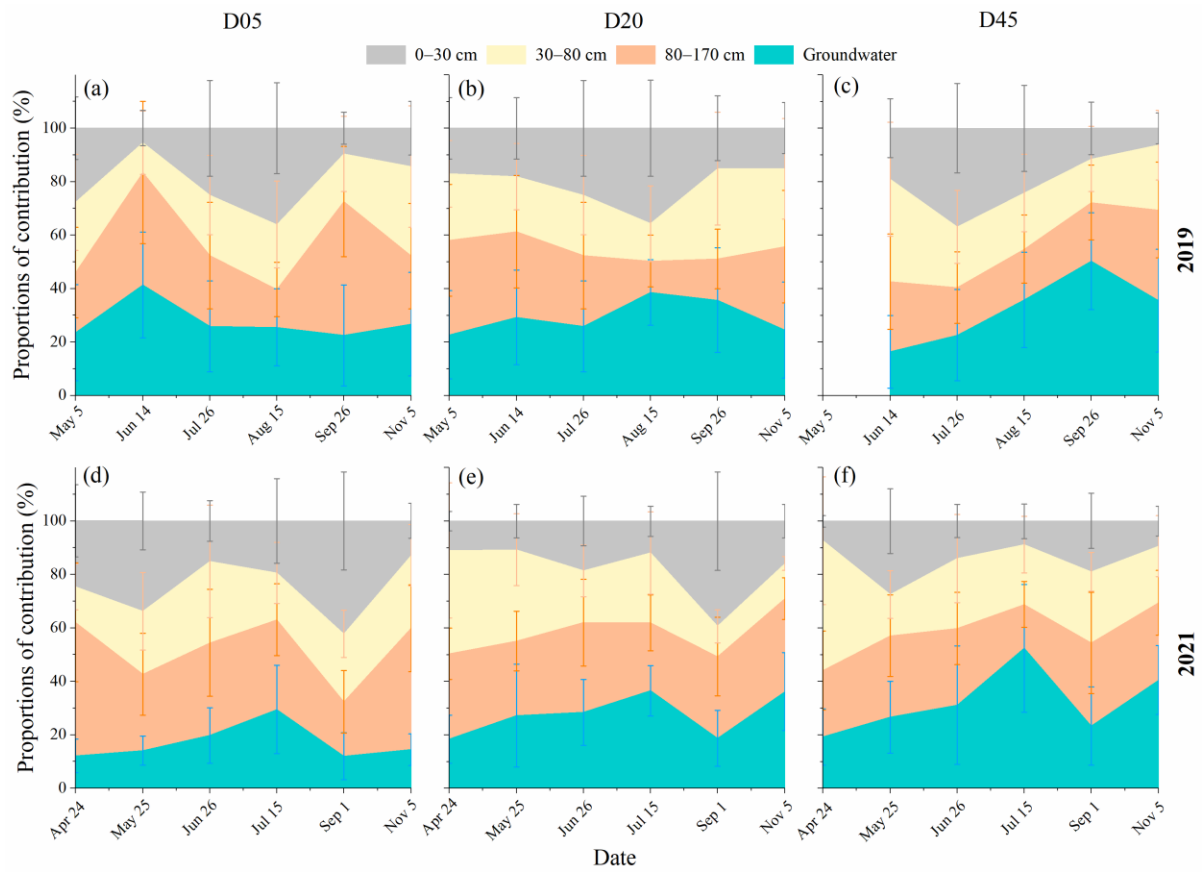 D05 D20 D45
0–30 cm 30–80 cm 80–170 cm Groundwater
(a) (b) (c)
Proportions of contribution (%)
100
80
60
40
20
0
2019
May 5 Jun 14 Jul 26 Aug 15 Sep 26 Nov 5 May 5 Jun 14 Jul 26 Aug 15 Sep 26 Nov 5 May 5 Jun 14 Jul 26 Aug 15 Sep 26 Nov 5
(d) (e) (f)
Proportions of contribution (%)
100
80
60
40
20
0
2021
Apr 24 May 25 Jun 26 Jul 15 Sep 1 Nov 5 Apr 24 May 25 Jun 26 Jul 15 Sep 1 Nov 5 Apr 24 May 25 Jun 26 Jul 15 Sep 1 Nov 5
Date